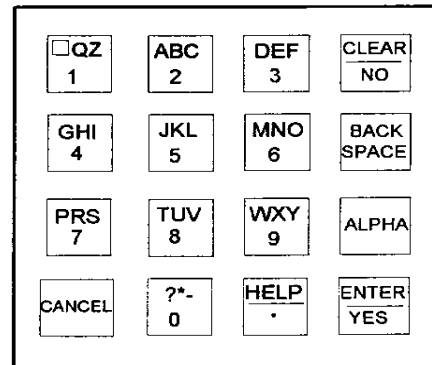 □QZ ABC DEF CLEAR
1 2 3 NO
GHI JKL MNO BACK
4 5 6 SPACE
PRS TUV WXY ALPHA
7 8 9
CANCEL ?*- HELP ENTER
0 . YES